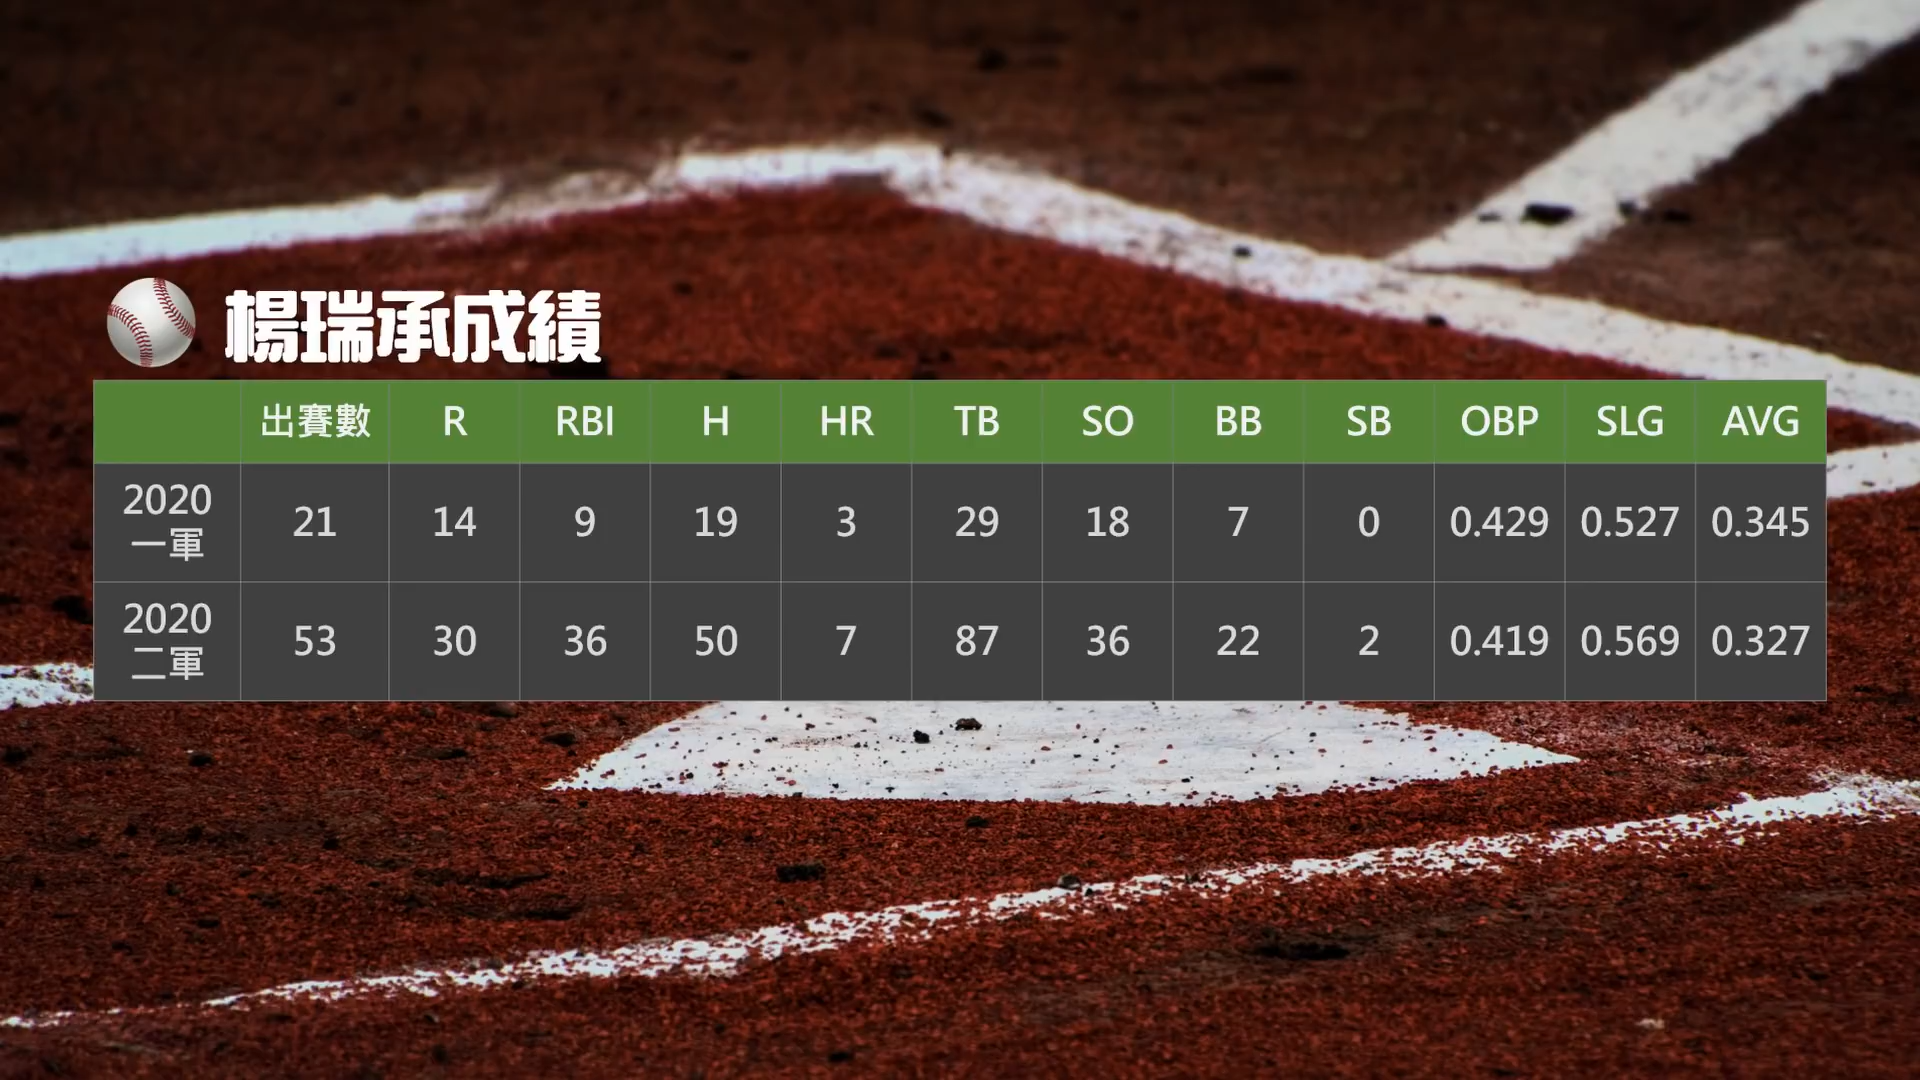 楊瑞承成績
出賽數 R RBI H HR TB SO BB SB OBP SLG AVG
2020
一軍 21 14 9 19 3 29 18 7 0 0.429 0.527 0.345
2020
二軍 53 30 36 50 7 87 36 22 2 0.419 0.569 0.327